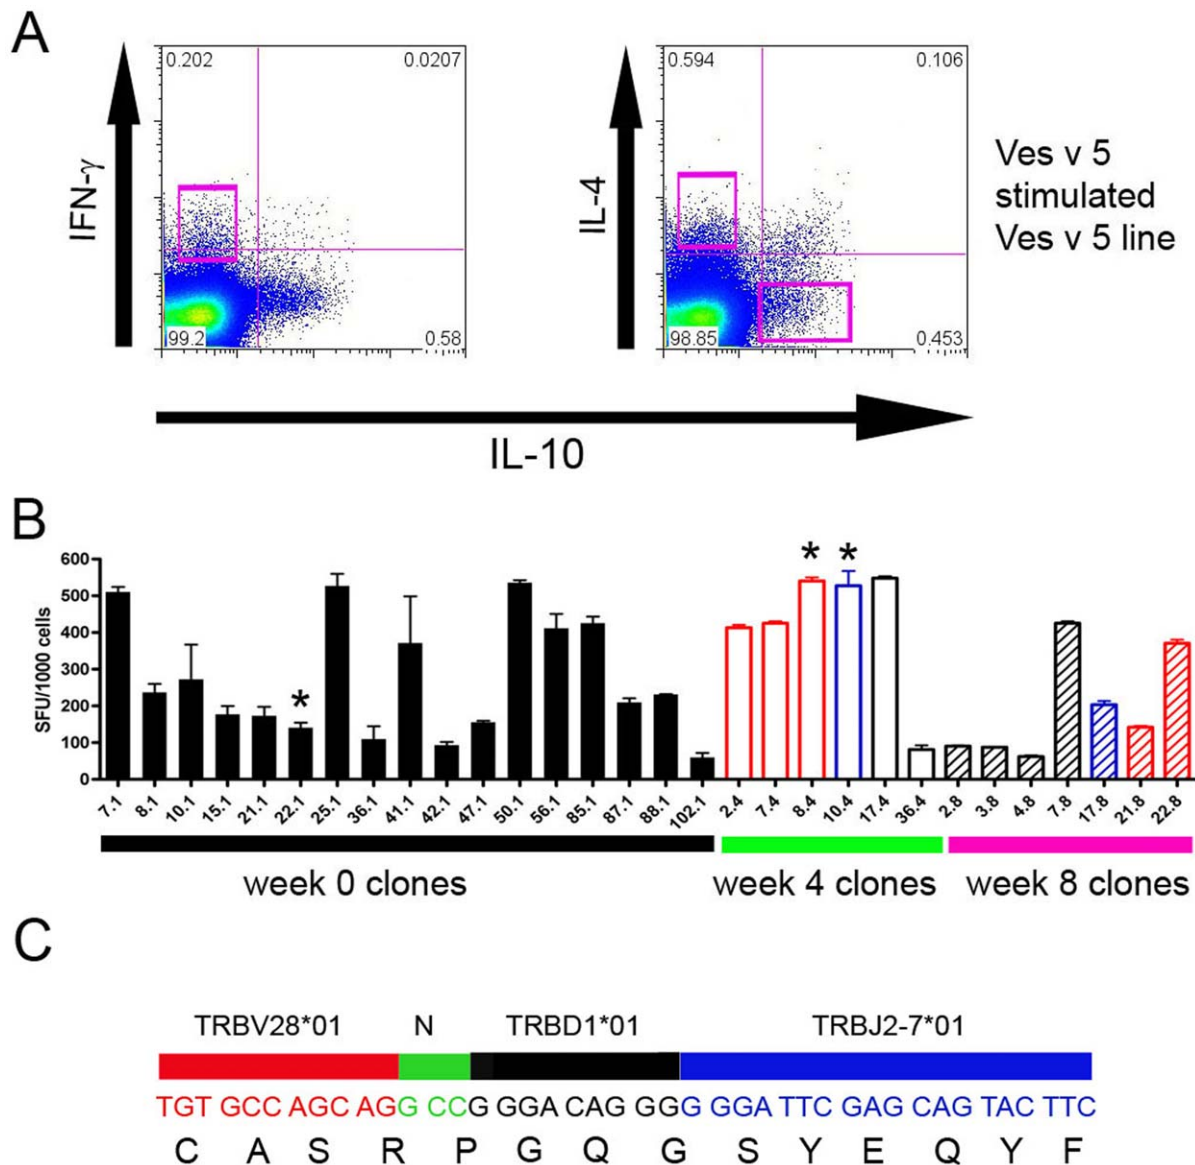 A
IFN-γ
0.202
0.0207
99.2
0.58
IL-4
0.594
0.106
98.85
0.453
Ves v 5
stimulated
Ves v 5 line
IL-10
B
SFU/1000 cells
600
500
400
300
200
100
0
* * *
7.1 8.1 10.1 15.1 21.1 22.1 25.1 36.1 41.1 42.1 47.1 50.1 56.1 85.1 87.1 88.1 102.1 2.4 7.4 8.4 10.4 17.4 36.4 2.8 3.8 4.8 7.8 17.8 21.8 22.8
week 0 clones week 4 clones week 8 clones
C
TRBV28*01 N TRBD1*01 TRBJ2-7*01
TGT GCC AGCAGG CCG GGA CAG GGG GGA TTC GAG CAG TAC TTC
C A S R P G Q G S Y E Q Y F